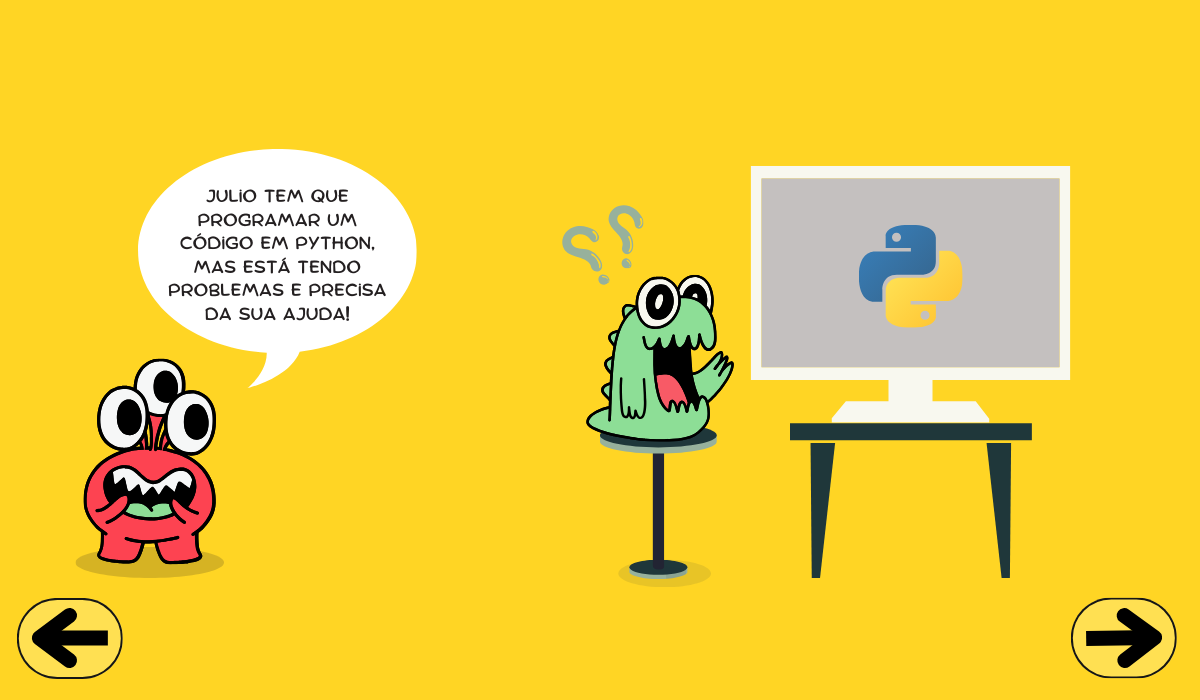 JULIO TEM QUE
PROGRAMAR UM
CÓDIGO EM PYTHON,
MAS ESTÁ TENDO
PROBLEMAS E PRECISA
DA SUA AJUDA!
??